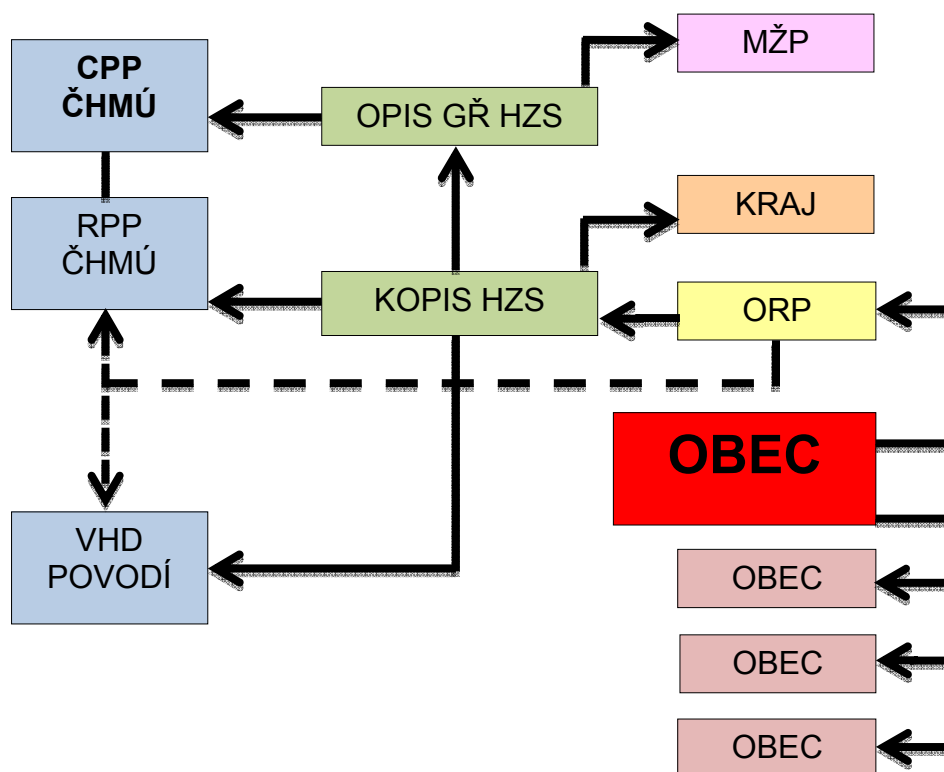 MŽP
CPP
ČHMÚ
OPIS GŘ HZS
KRAJ
RPP
ČHMÚ
KOPIS HZS
ORP
OBEC
VHD
POVODÍ
OBEC
OBEC
OBEC